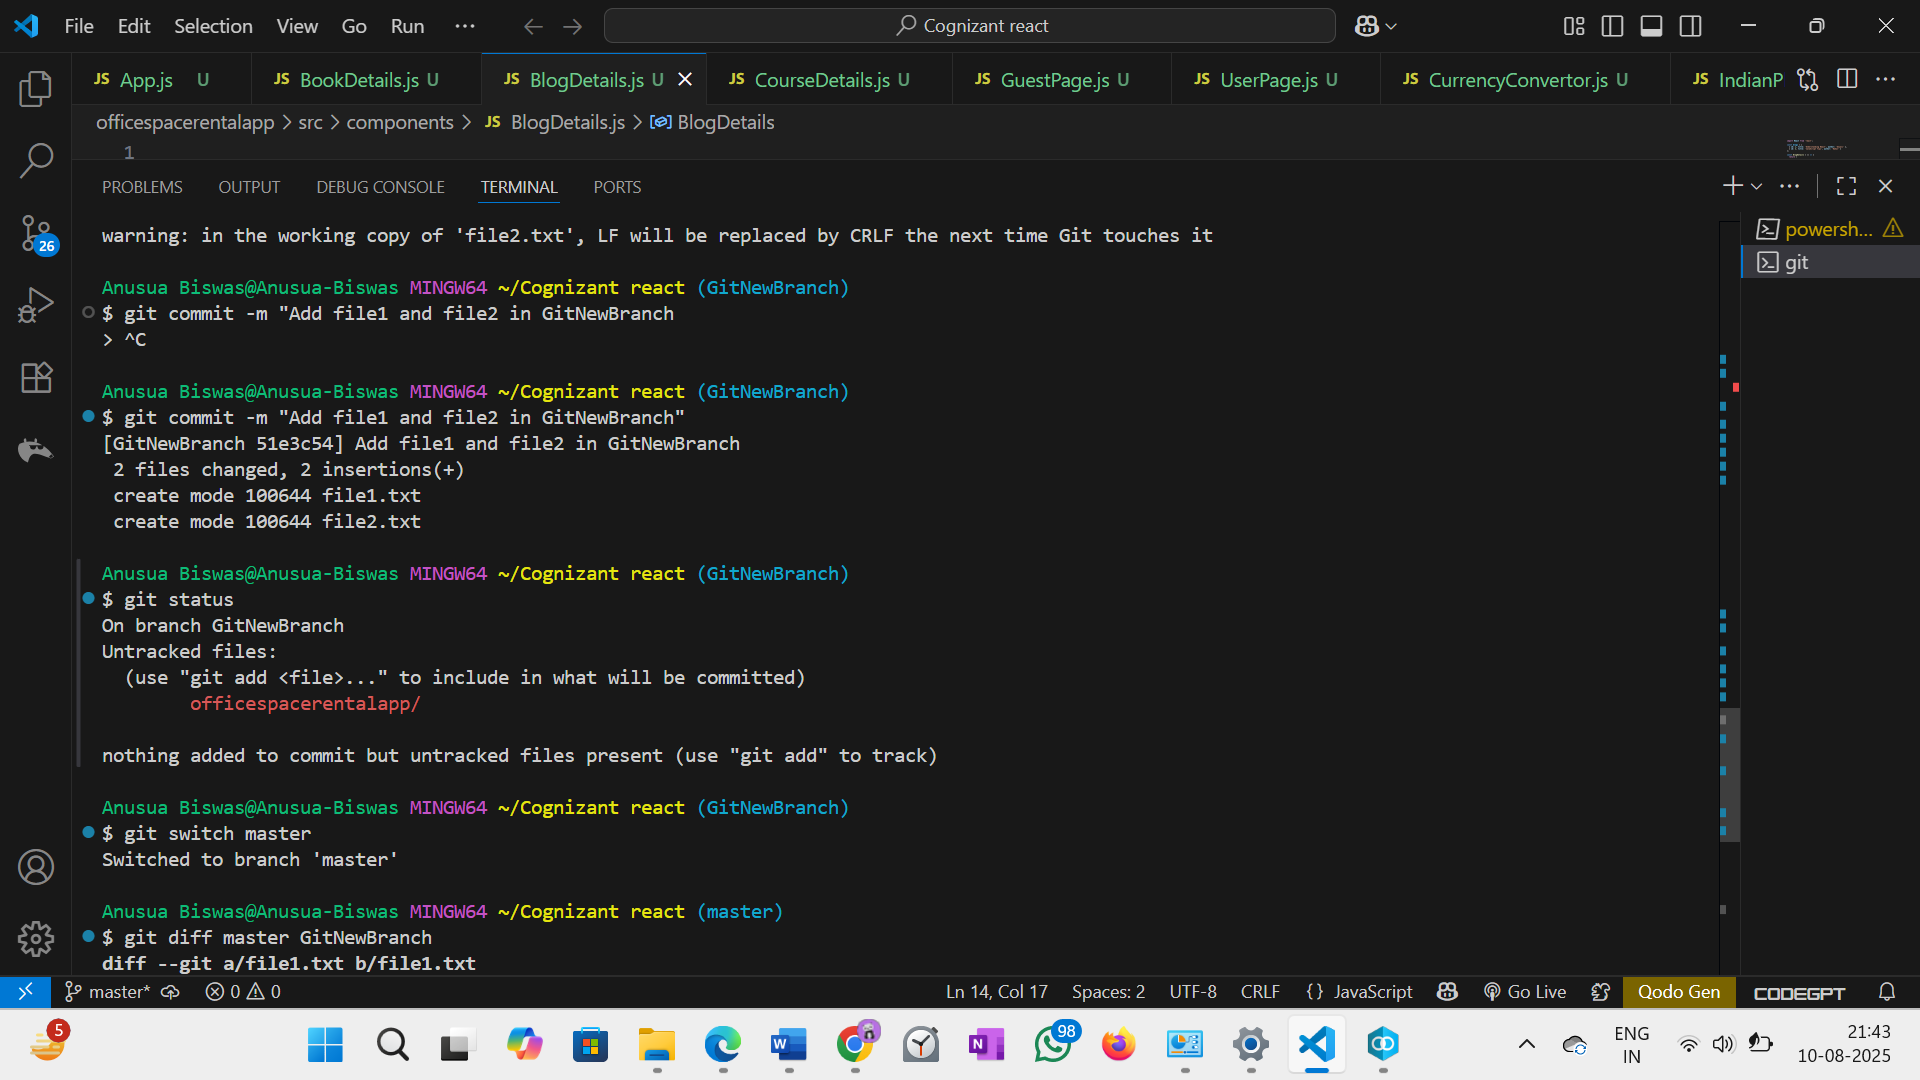 File Edit Selection View Go Run ... Cognizant react
JS App.js U JS BookDetails.js U JS BlogDetails.js U JS CourseDetails.js U JS GuestPage.js U JS UserPage.js U JS CurrencyConvertor.js U JS IndianP
officespacerentalapp > src > components > JS BlogDetails.js > BlogDetails
1
PROBLEMS OUTPUT DEBUG CONSOLE TERMINAL PORTS
powersh...
git
26
warning: in the working copy of 'file2.txt', LF will be replaced by CRLF the next time Git touches it
Anusua Biswas@Anusua-Biswas MINGW64 ~/Cognizant react (GitNewBranch)
$ git commit -m "Add file1 and file2 in GitNewBranch
> ^C
Anusua Biswas@Anusua-Biswas MINGW64 ~/Cognizant react (GitNewBranch)
$ git commit -m "Add file1 and file2 in GitNewBranch"
[GitNewBranch 51e3c54] Add file1 and file2 in GitNewBranch
2 files changed, 2 insertions(+)
create mode 100644 file1.txt
create mode 100644 file2.txt
Anusua Biswas@Anusua-Biswas MINGW64 ~/Cognizant react (GitNewBranch)
$ git status
On branch GitNewBranch
Untracked files:
(use "git add <file>..." to include in what will be committed)
officespacerentalapp/
nothing added to commit but untracked files present (use "git add" to track)
Anusua Biswas@Anusua-Biswas MINGW64 ~/Cognizant react (GitNewBranch)
$ git switch master
Switched to branch 'master'
Anusua Biswas@Anusua-Biswas MINGW64 ~/Cognizant react (master)
$ git diff master GitNewBranch
diff --git a/file1.txt b/file1.txt
master* 0 0 Ln 14, Col 17 Spaces: 2 UTF-8 CRLF {} JavaScript Go Live Qodo Gen CODEGPT
5 W N 98 ENG 21:43
IN 10-08-2025